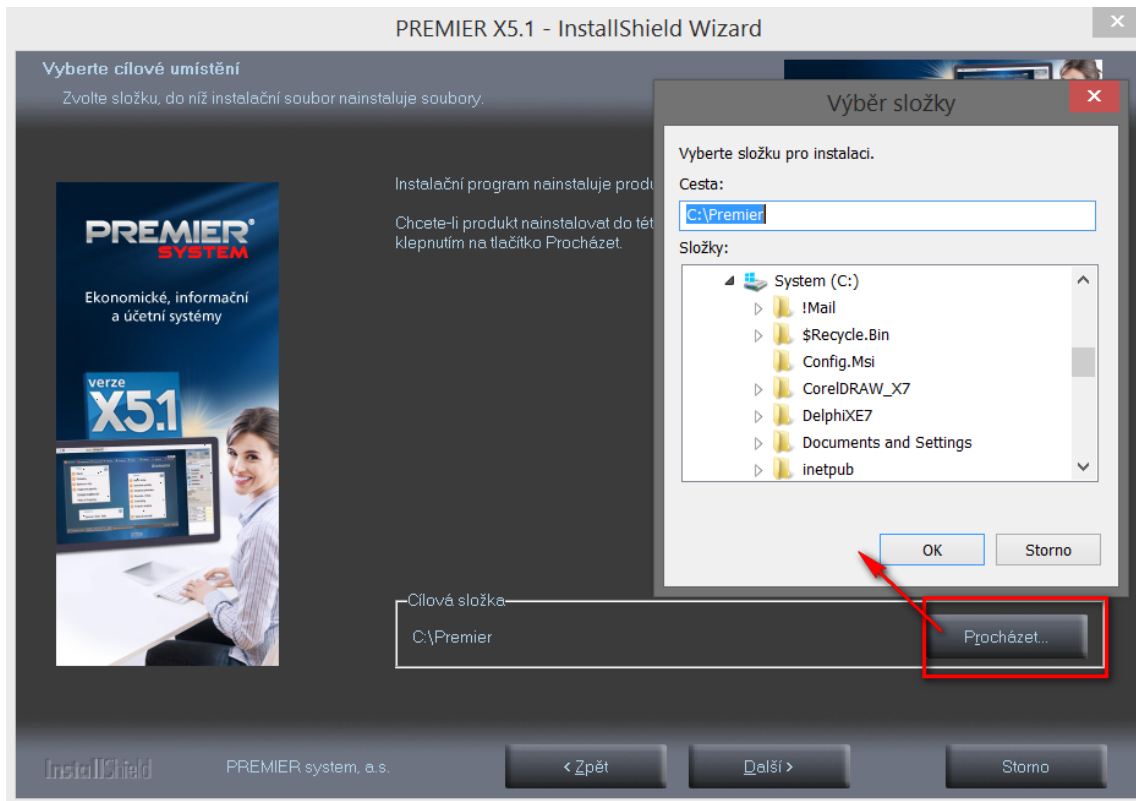 PREMIER X5.1 - InstallShield Wizard
Vyberte cílové umístění
Zvolte složku, do níž instalační soubor nainstaluje soubory.
Výběr složky
Vyberte složku pro instalaci.
Cesta:
C:\Premier
Složky:
System (C:)
!Mail
$Recycle.Bin
Config.Msi
CorelDRAW_X7
DelphiXE7
Documents and Settings
inetpub
OK
Storno
Instalační program nainstaluje
Chcete-li produkt nainstalovat do
klepnutím na tlačítko Procházet.
PREMIER
SYSTEM
Ekonomické, informační
a účetní systémy
verze
X5.1
Cílová složka
C:\Premier
Procházet...
InstallShield
PREMIER system, a.s.
< Zpět
Další >
Storno